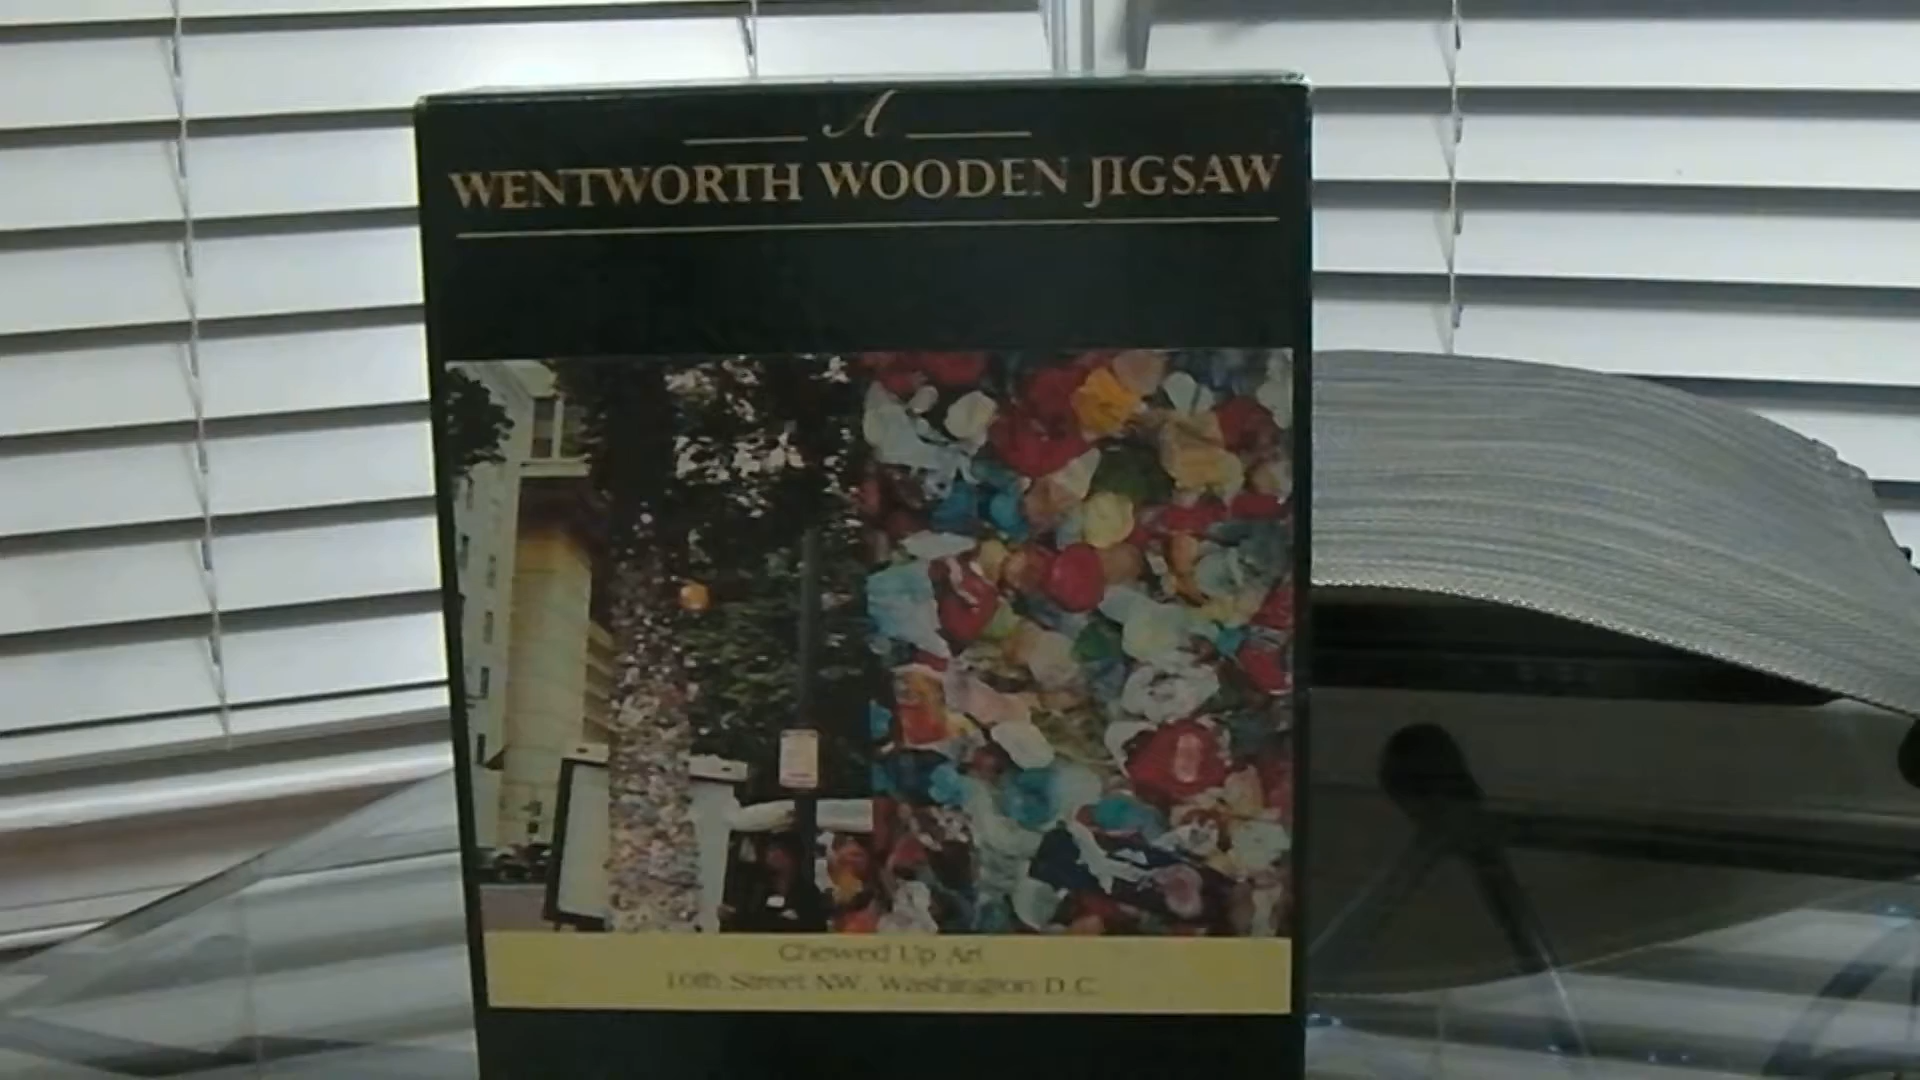 A
WENTWORTH WOODEN JIGSAW
Chewed Up Art
10th Street NW, Washington D.C.